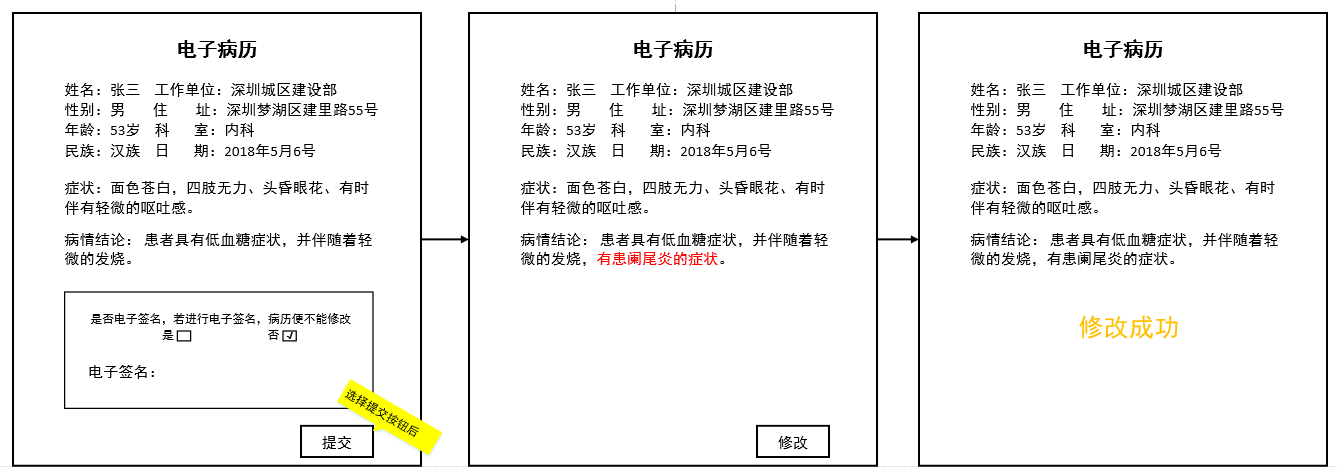 电子病历
姓名：张三 工作单位：深圳城区建设部
性别：男 住 址：深圳梦湖区建里路55号
年龄：53岁 科 室：内科
民族：汉族 日 期：2018年5月6号
症状：面色苍白，四肢无力、头昏眼花、有时
伴有轻微的呕吐感。
病情结论： 患者具有低血糖症状，并伴随着轻
微的发烧。
是否电子签名，若进行电子签名，病历便不能修改
是 否
电子签名：
选择提交按钮后
提交
电子病历
姓名：张三 工作单位：深圳城区建设部
性别：男 住 址：深圳梦湖区建里路55号
年龄：53岁 科 室：内科
民族：汉族 日 期：2018年5月6号
症状：面色苍白，四肢无力、头昏眼花、有时
伴有轻微的呕吐感。
病情结论： 患者具有低血糖症状，并伴随着轻
微的发烧，有患阑尾炎的症状。
修改
电子病历
姓名：张三 工作单位：深圳城区建设部
性别：男 住 址：深圳梦湖区建里路55号
年龄：53岁 科 室：内科
民族：汉族 日 期：2018年5月6号
症状：面色苍白，四肢无力、头昏眼花、有时
伴有轻微的呕吐感。
病情结论： 患者具有低血糖症状，并伴随着轻
微的发烧，有患阑尾炎的症状。
修改成功